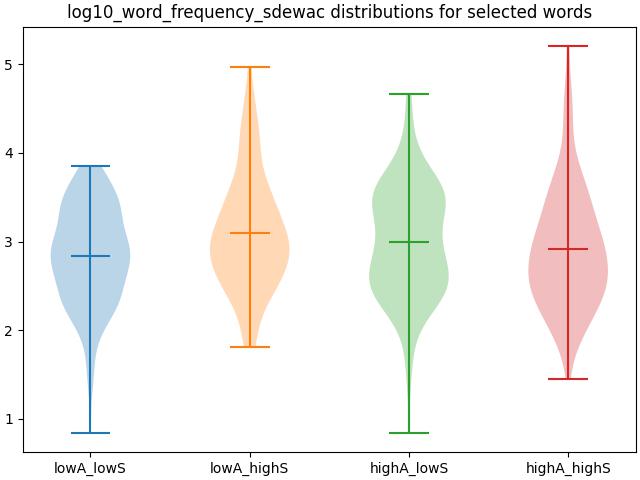 log10_word_frequency_sdewac distributions for selected words
5
4
3
2
1
lowA_lowS lowA_highS highA_lowS highA_highS